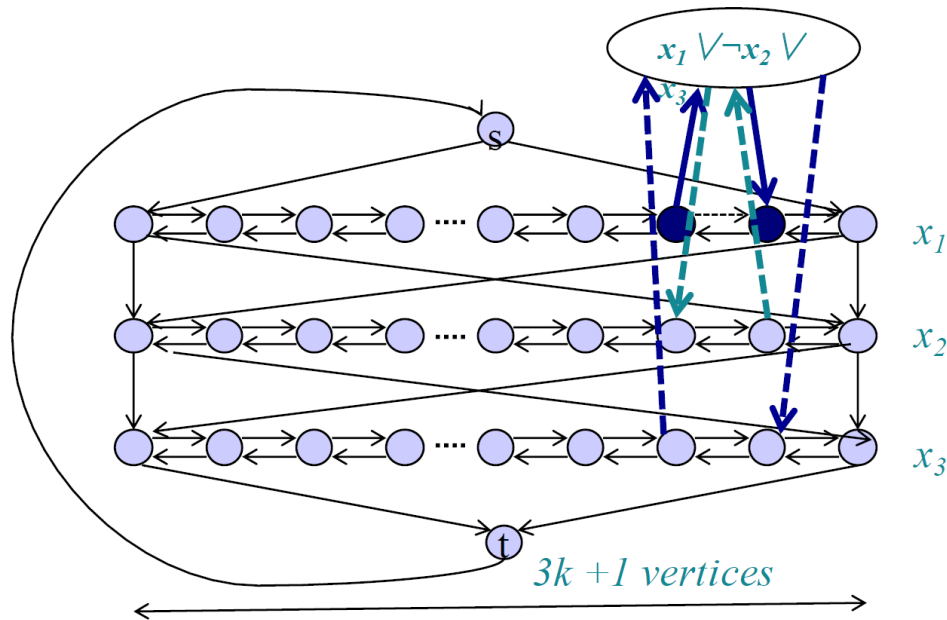 x₁ ∨ ¬x₂ ∨
x₃
s
....
x₁
....
x₂
....
x₃
t
3k +1 vertices